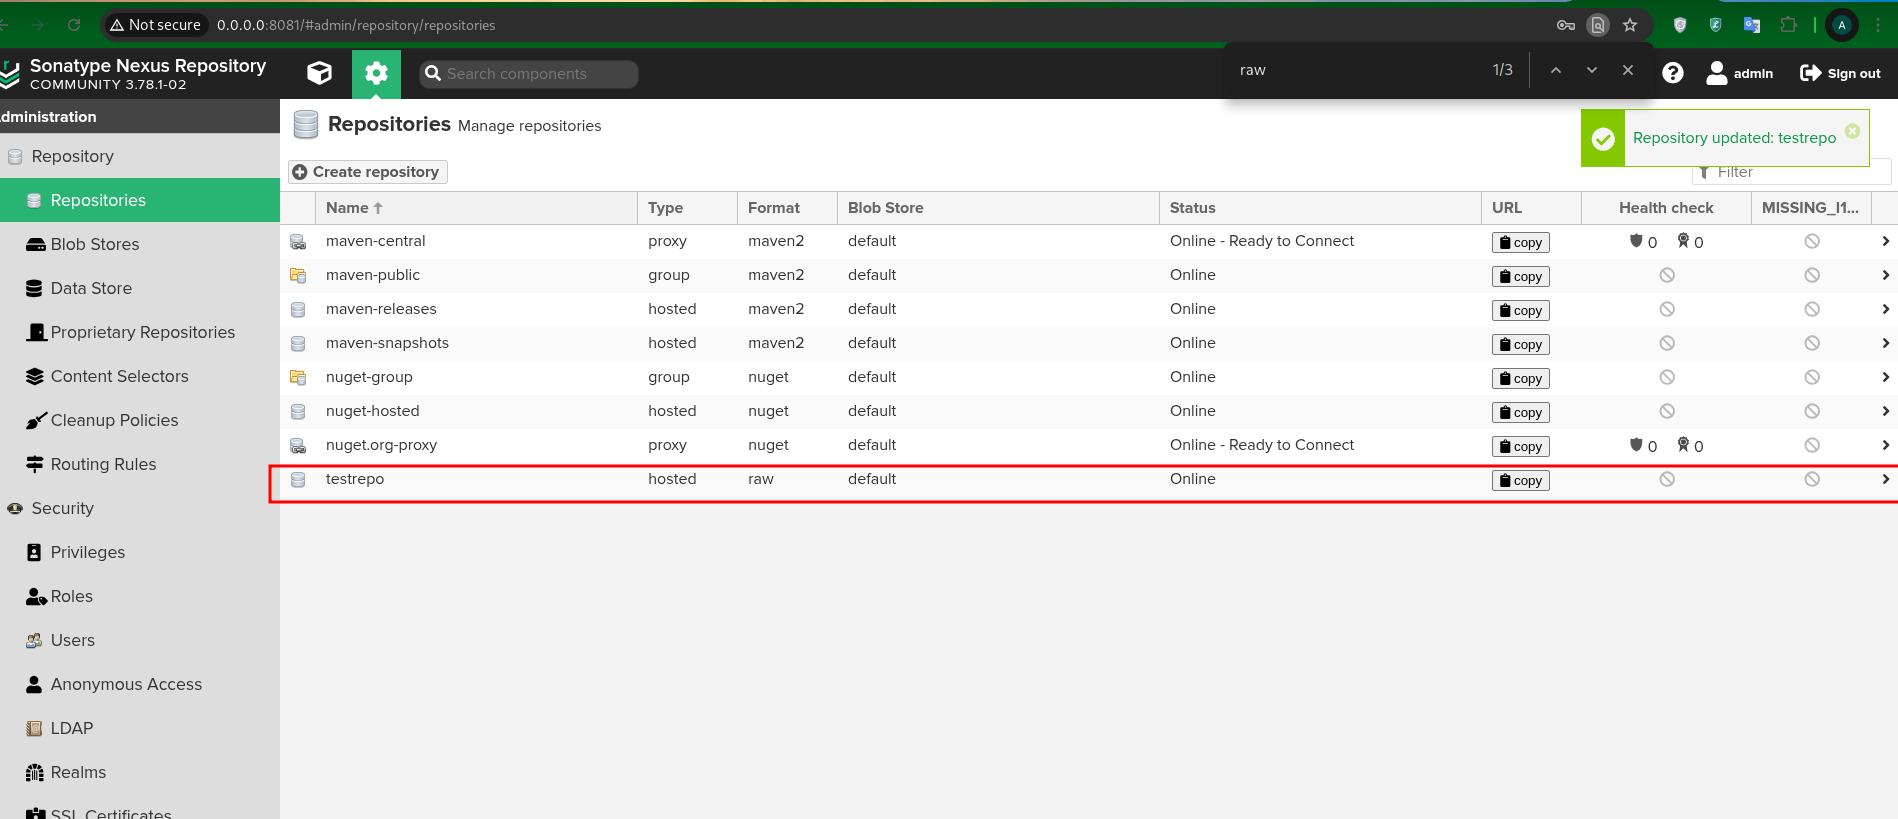 Not secure 0.0.0.0:8081/#admin/repository/repositories
A
raw 1/3
Sonatype Nexus Repository
COMMUNITY 3.78.1-02
Search components
admin Sign out
dministration
Repository
Repositories
Blob Stores
Data Store
Proprietary Repositories
Content Selectors
Cleanup Policies
Routing Rules
Security
Privileges
Roles
Users
Anonymous Access
LDAP
Realms
SSL Certificates
Repositories Manage repositories
Repository updated: testrepo
Create repository
Filter
Name Type Format Blob Store Status URL Health check MISSING_I1...
maven-central proxy maven2 default Online - Ready to Connect copy 0 0
maven-public group maven2 default Online copy
maven-releases hosted maven2 default Online copy
maven-snapshots hosted maven2 default Online copy
nuget-group group nuget default Online copy
nuget-hosted hosted nuget default Online copy
nuget.org-proxy proxy nuget default Online - Ready to Connect copy 0 0
testrepo hosted raw default Online copy